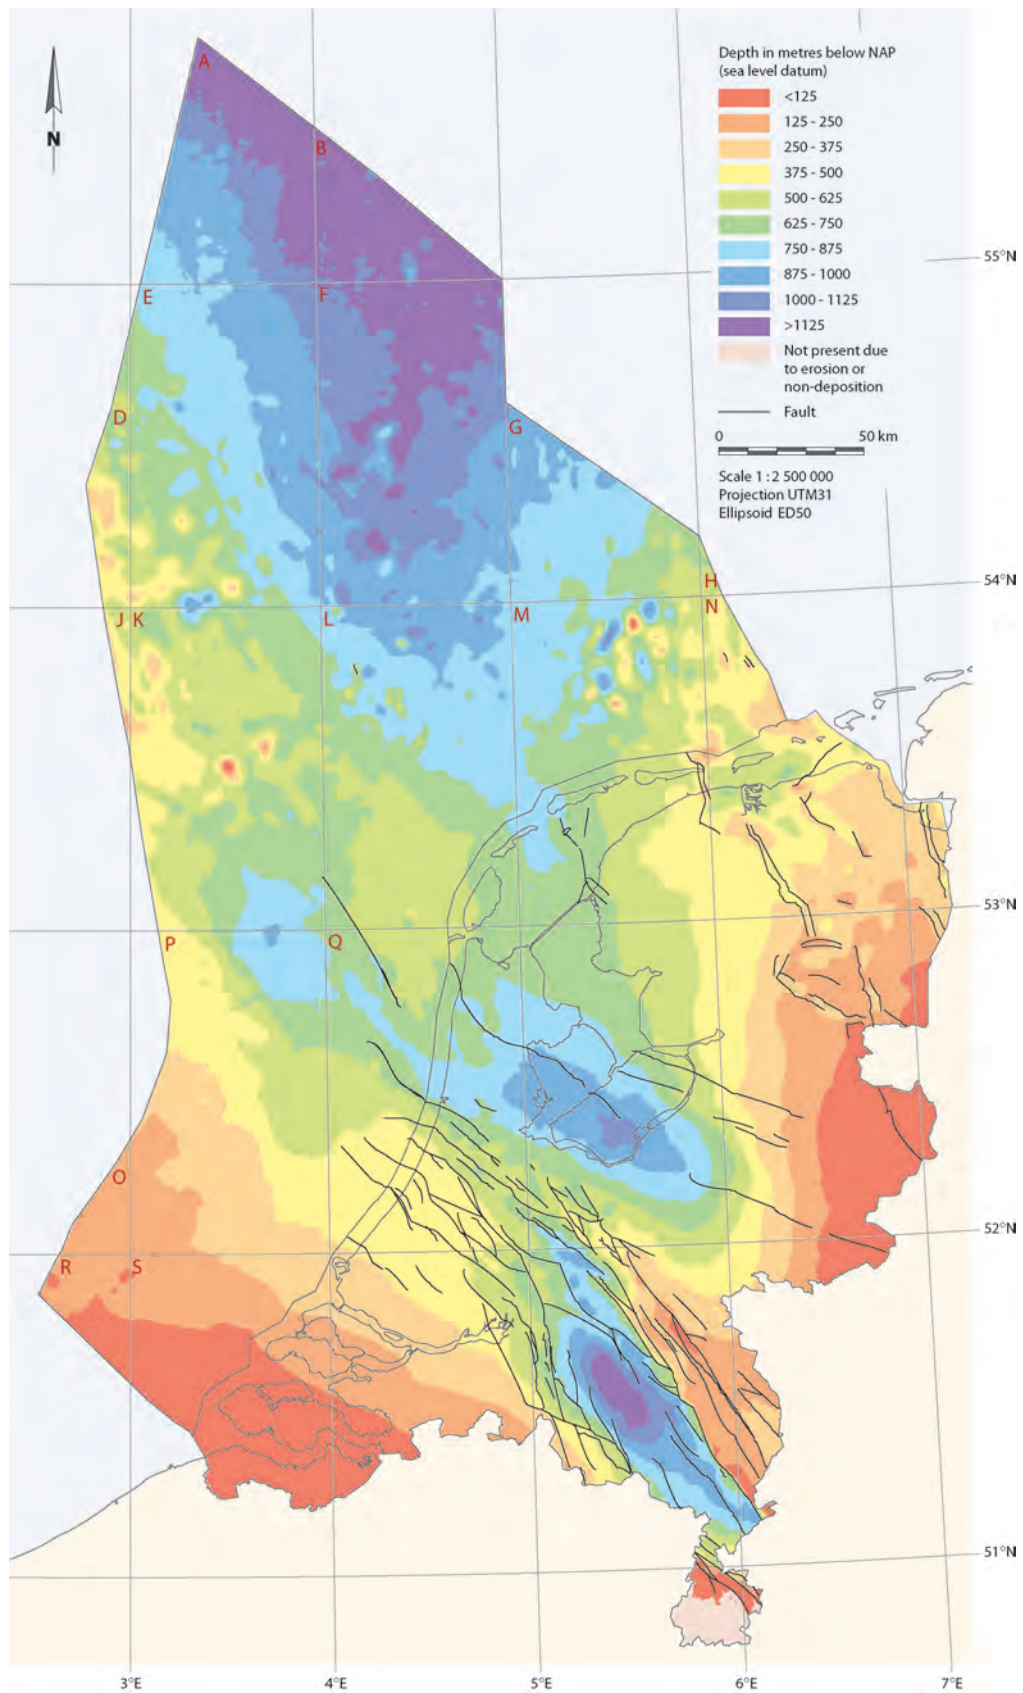 Depth in metres below NAP
(sea level datum)
<125
125 - 250
250 - 375
375 - 500
500 - 625
625 - 750
750 - 875
875 - 1000
1000 - 1125
>1125
Not present due
to erosion or
non-deposition
Fault
0 50 km
Scale 1 : 2 500 000
Projection UTM31
Ellipsoid ED50
N
A
B
55°N
E F
D G
H
54°N
J K L M N
53°N
P Q
O
52°N
R S
51°N
3°E 4°E 5°E 6°E 7°E